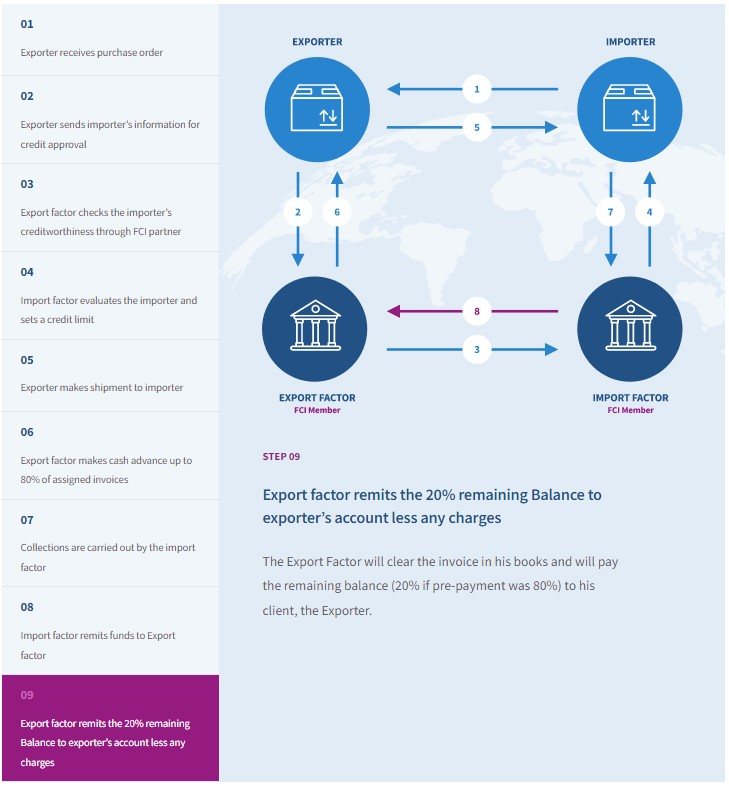 01
Exporter receives purchase order
02
Exporter sends importer's information for
credit approval
03
Export factor checks the importer's
creditworthiness through FCI partner
04
Import factor evaluates the importer and
sets a credit limit
05
Exporter makes shipment to importer
06
Export factor makes cash advance up to
80% of assigned invoices
07
Collections are carried out by the import
factor
08
Import factor remits funds to Export
factor
09
Export factor remits the 20% remaining
Balance to exporter's account less any
charges
EXPORTER
IMPORTER
1
5
2
6
7
4
8
3
EXPORT FACTOR
FCI Member
IMPORT FACTOR
FCI Member
STEP 09
Export factor remits the 20% remaining Balance to
exporter's account less any charges
The Export Factor will clear the invoice in his books and will pay
the remaining balance (20% if pre-payment was 80%) to his
client, the Exporter.